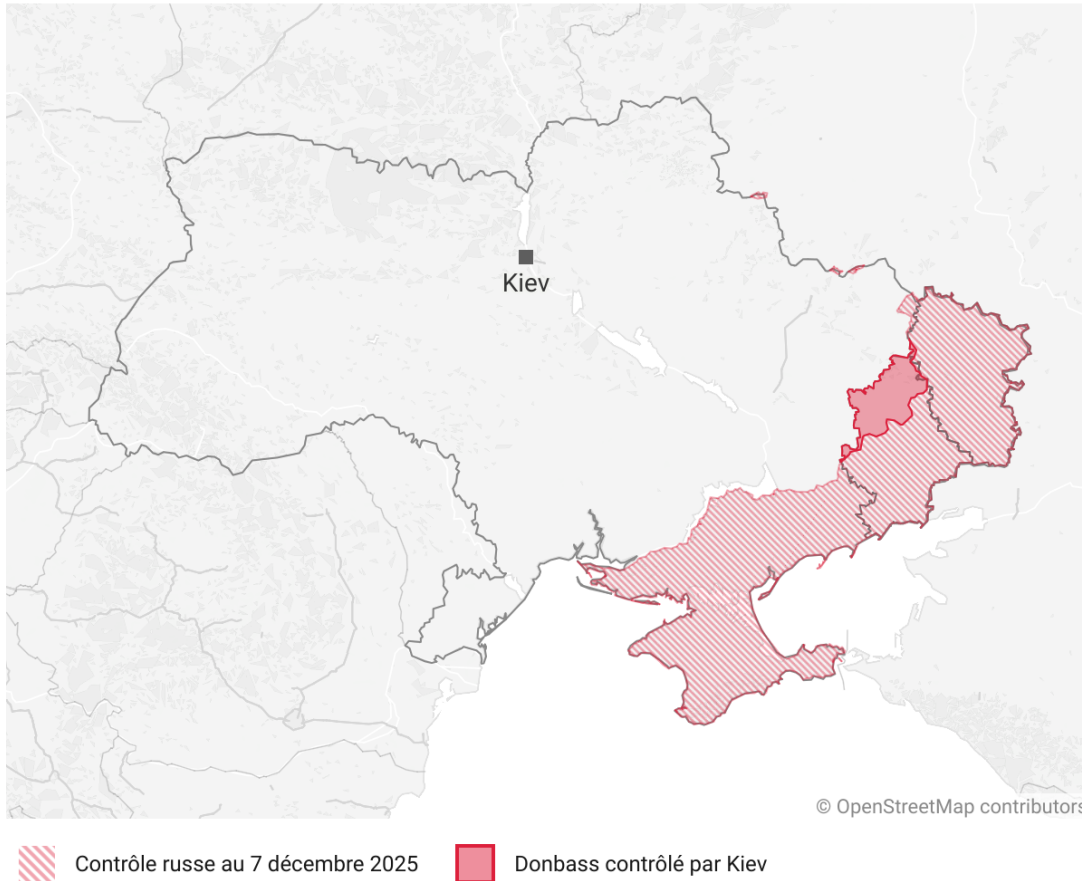 Kiev
© OpenStreetMap contributors
Contrôle russe au 7 décembre 2025
Donbass contrôlé par Kiev